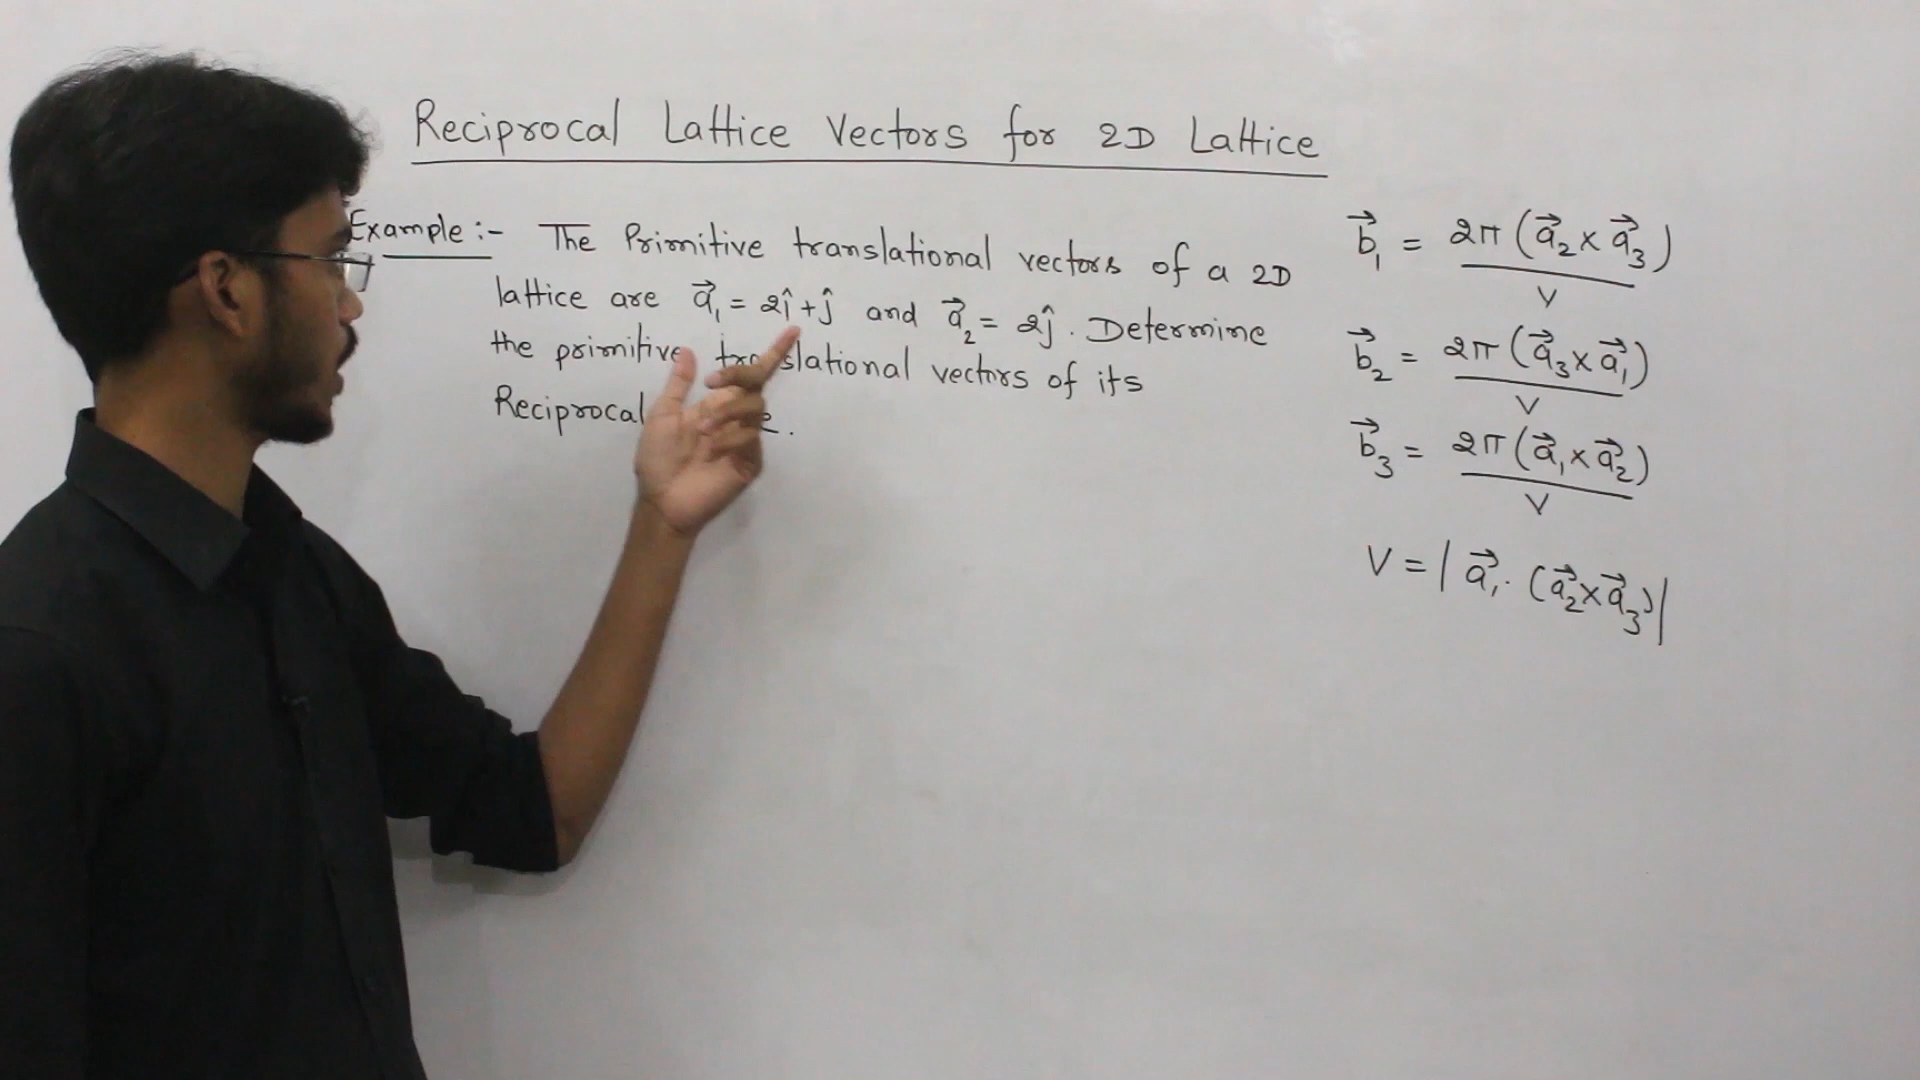 Reciprocal Lattice Vectors for 2D Lattice
Example :- The Primitive translational vectors of a 2D
lattice are a⃗₁ = 2î + ĵ and a⃗₂ = 2ĵ. Determine
the primitive translational vectors of its
Reciprocal
b⃗₁ = 2π (a⃗₂ × a⃗₃) / V
b⃗₂ = 2π (a⃗₃ × a⃗₁) / V
b⃗₃ = 2π (a⃗₁ × a⃗₂) / V
V = | a⃗₁ · (a⃗₂ × a⃗₃) |